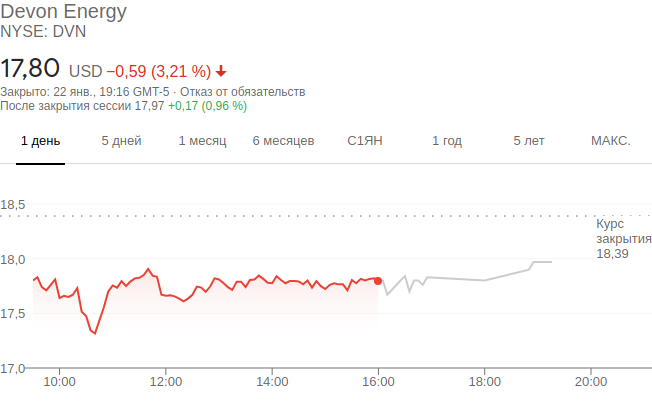 Devon Energy
NYSE: DVN
17,80 USD −0,59 (3,21 %)
Закрыто: 22 янв., 19:16 GMT-5 · Отказ от обязательств
После закрытия сессии 17,97 +0,17 (0,96 %)
1 день 5 дней 1 месяц 6 месяцев С1ЯН 1 год 5 лет МАКС.
18,5
Курс
закрытия
18,39
18,0
17,5
17,0
10:00 12:00 14:00 16:00 18:00 20:00